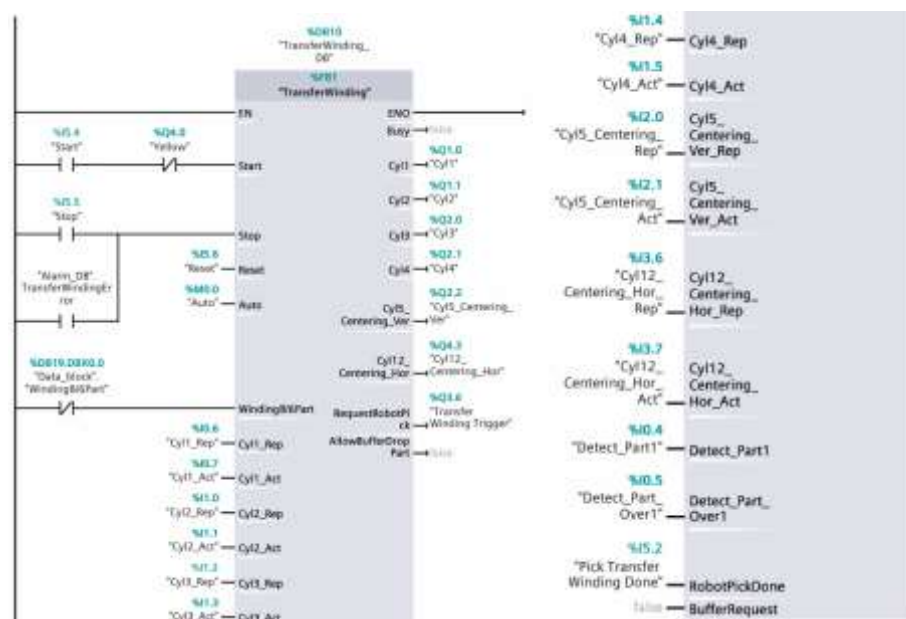 %DB10
"TransferWinding_
DB"
%FB1
"TransferWinding"
EN
ENO
Busy
false
%I5.4
"Start"
%Q4.0
"Yellow"
Start
%Q1.0
Cyl1
"Cyl1"
%Q1.1
Cyl2
"Cyl2"
%I5.5
"Stop"
Stop
%Q2.0
Cyl3
"Cyl3"
%I5.6
"Reset"
Reset
%Q2.1
Cyl4
"Cyl4"
"Alarm_DB".
TransferWindingEr
ror
%M0.0
"Auto"
Auto
%Q2.2
Cyl5_
Centering_Ver
"Cyl5_Centering_
Ver"
%Q4.3
Cyl12_
Centering_Hor
"Cyl12_
Centering_Hor"
%DB19.DBX0.0
"Data_block".
"WindingBi6Part"
WindingBi6Part
%Q3.6
RequestRobotPi
ck
"Transfer
Winding Trigger"
AllowBufferDrop
Part
false
%I0.6
"Cyl1_Rep"
Cyl1_Rep
%I0.7
"Cyl1_Act"
Cyl1_Act
%I1.0
"Cyl2_Rep"
Cyl2_Rep
%I1.1
"Cyl2_Act"
Cyl2_Act
%I1.2
"Cyl3_Rep"
Cyl3_Rep
%I1.3
"Cyl3_Act"
Cyl3_Act
%I1.4
"Cyl4_Rep"
Cyl4_Rep
%I1.5
"Cyl4_Act"
Cyl4_Act
%I2.0
"Cyl5_Centering_
Rep"
Cyl5_
Centering_
Ver_Rep
%I2.1
"Cyl5_Centering_
Act"
Cyl5_
Centering_
Ver_Act
%I3.6
"Cyl12_
Centering_Hor_
Rep"
Cyl12_
Centering_
Hor_Rep
%I3.7
"Cyl12_
Centering_Hor_
Act"
Cyl12_
Centering_
Hor_Act
%I0.4
"Detect_Part1"
Detect_Part1
%I0.5
"Detect_Part_
Over1"
Detect_Part_
Over1
%I5.2
"Pick Transfer
Winding Done"
RobotPickDone
false
BufferRequest